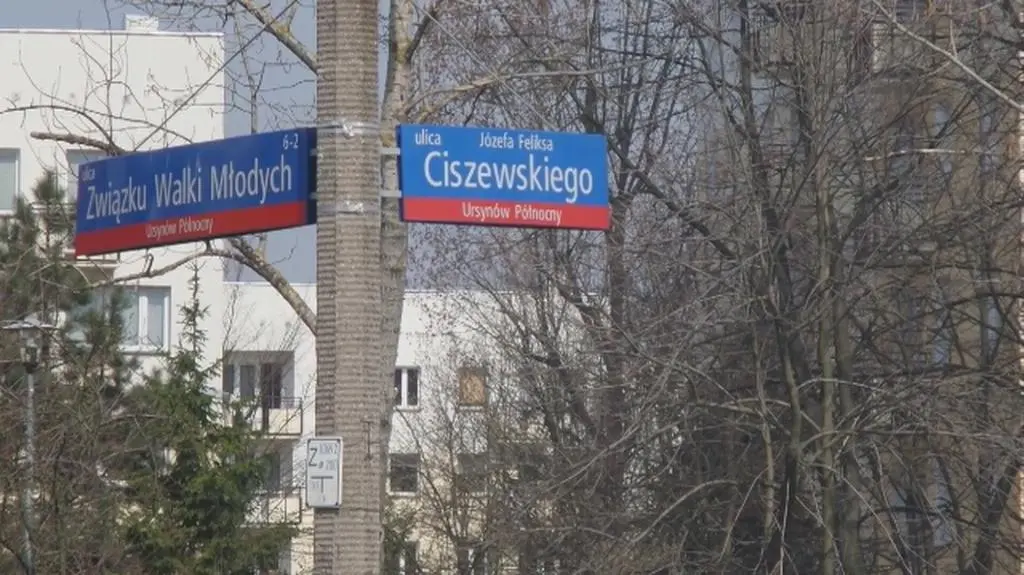 ulica
6-2
Związku Walki Młodych
Ursynów Północny
ulica Józefa Feliksa
Ciszewskiego
Ursynów Północny
Z